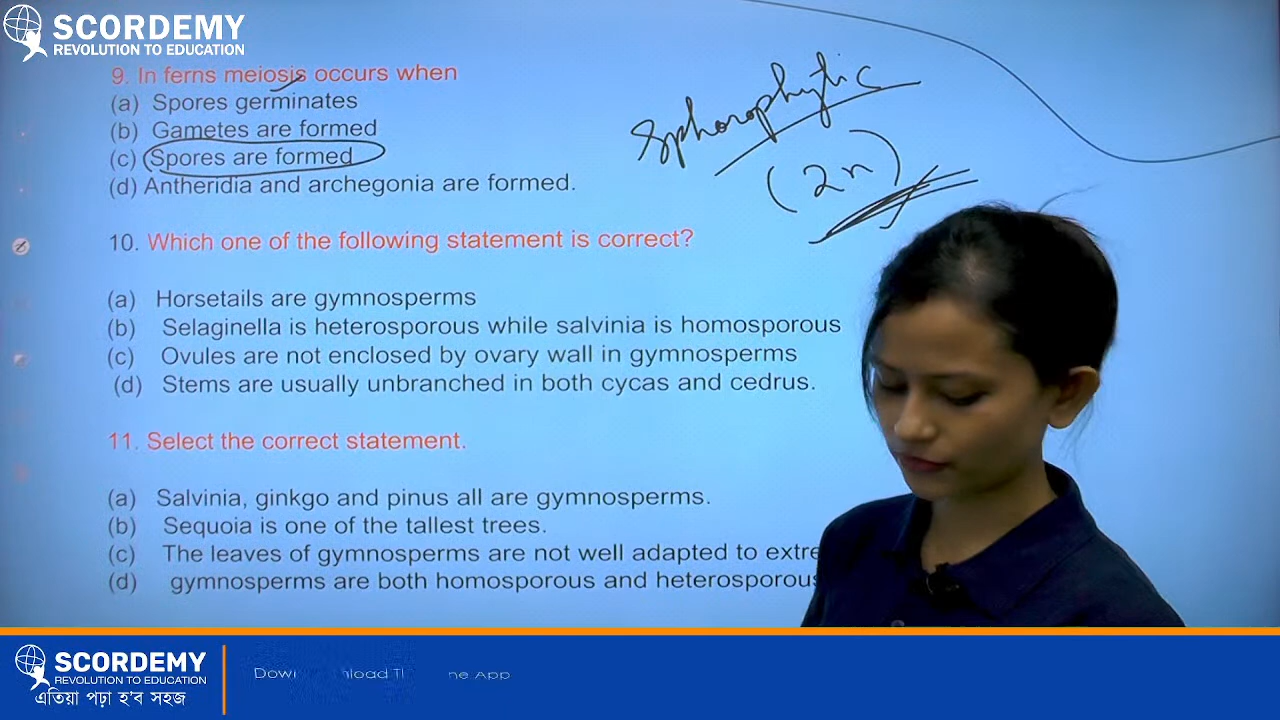 SCORDEMY
REVOLUTION TO EDUCATION
9. In ferns meiosis occurs when
(a) Spores germinates
(b) Gametes are formed
(c) Spores are formed
(d) Antheridia and archegonia are formed.
Sphorophytic
(2n)
10. Which one of the following statement is correct?
(a) Horsetails are gymnosperms
(b) Selaginella is heterosporous while salvinia is homosporous
(c) Ovules are not enclosed by ovary wall in gymnosperms
(d) Stems are usually unbranched in both cycas and cedrus.
11. Select the correct statement.
(a) Salvinia, ginkgo and pinus all are gymnosperms.
(b) Sequoia is one of the tallest trees.
(c) The leaves of gymnosperms are not well adapted to extre
(d) gymnosperms are both homosporous and heterosporous
SCORDEMY
REVOLUTION TO EDUCATION
এতিয়া পঢ়া হ'ব সহজ
App